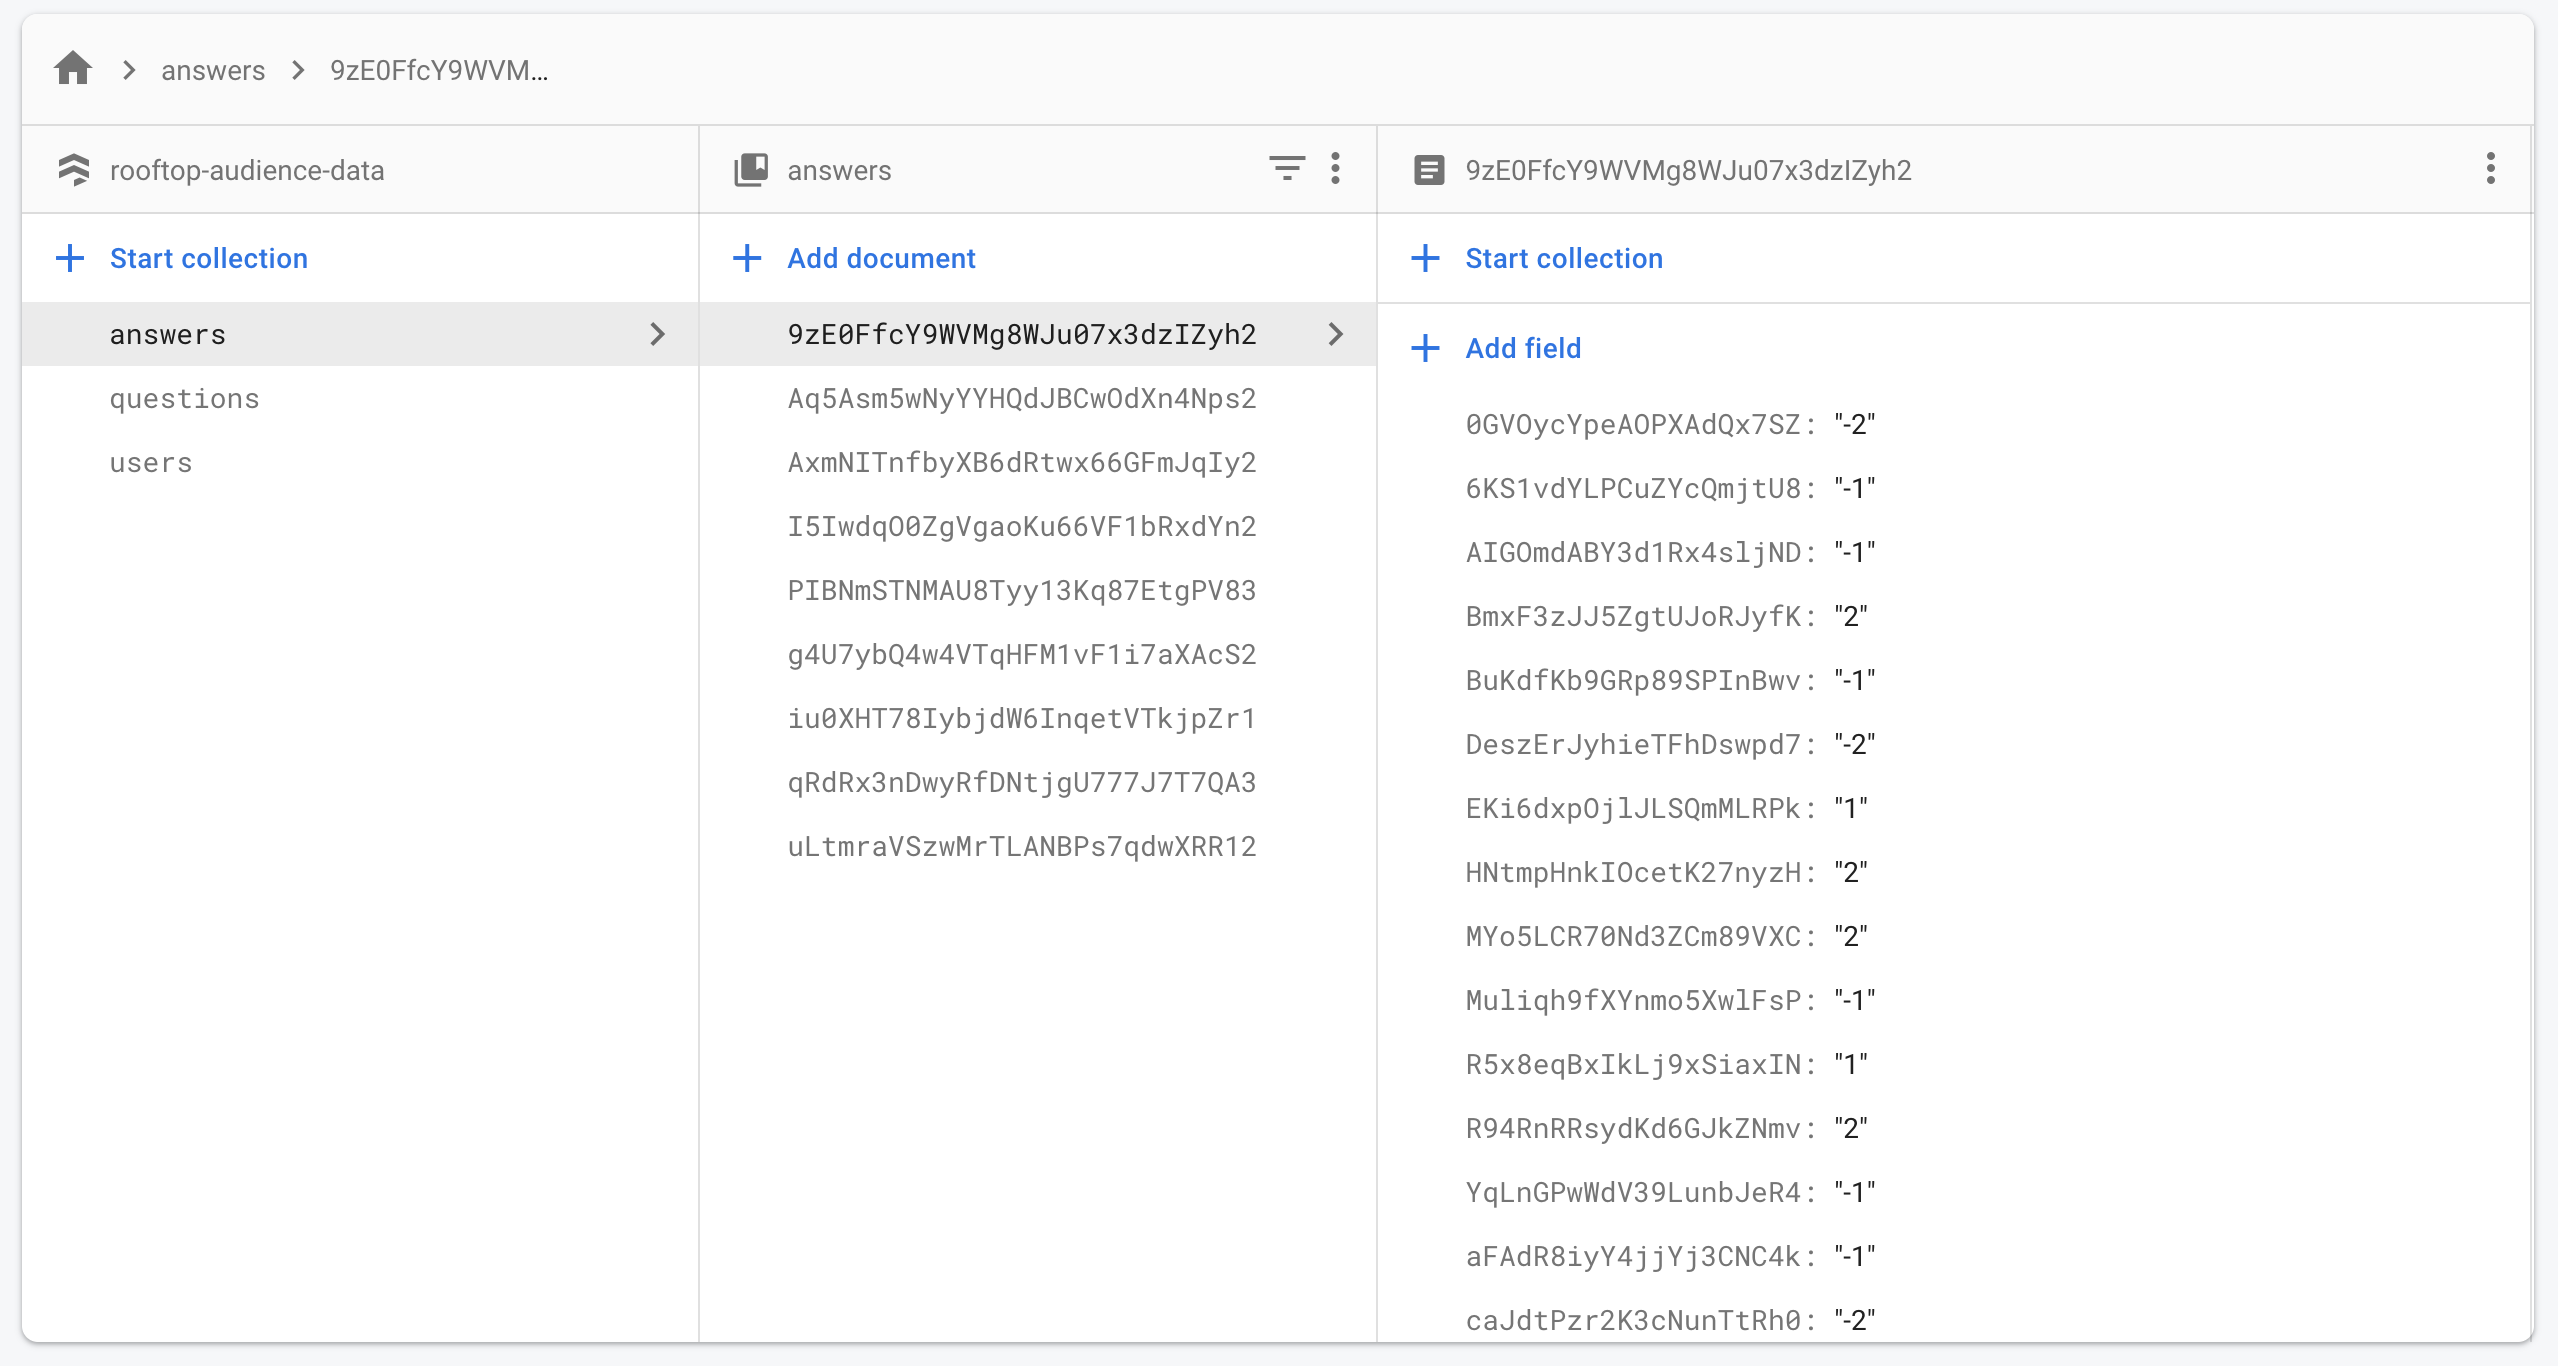 answers
9zE0FfcY9WVM...
rooftop-audience-data
Start collection
answers
questions
users
answers
Add document
9zE0FfcY9WVMg8WJu07x3dzIZyh2
Aq5Asm5wNyYYHQdJBCwOdXn4Nps2
AxmNITnfbyXB6dRtwx66GFmJqIy2
I5IwdqO0ZgVgaoKu66VF1bRxdYn2
PIBNmSTNMAU8Tyy13Kq87EtgPV83
g4U7ybQ4w4VTqHFM1vF1i7aXAcS2
iu0XHT78IybjdW6InqetVTkjpZr1
qRdRx3nDwyRfDNtjgU777J7T7QA3
uLtmraVSzwMrTLANBPs7qdwXRR12
9zE0FfcY9WVMg8WJu07x3dzIZyh2
Start collection
Add field
0GVOycYpeAOPXAdQx7SZ: "-2"
6KS1vdYLPCuZYcQmjtU8: "-1"
AIGOmdABY3d1Rx4sljND: "-1"
BmxF3zJJ5ZgtUJoRJyfK: "2"
BuKdfKb9GRp89SPInBwv: "-1"
DeszErJyhieTFhDswpd7: "-2"
EKi6dxpOjlJLSQmMLRPk: "1"
HNtmpHnkIOcetK27nyzH: "2"
MYo5LCR70Nd3ZCm89VXC: "2"
Muliqh9fXYnmo5XwlFsP: "-1"
R5x8eqBxIkLj9xSiaxIN: "1"
R94RnRRsydKd6GJkZNmv: "2"
YqLnGPwWdV39LunbJeR4: "-1"
aFAdR8iyY4jjYj3CNC4k: "-1"
caJdtPzr2K3cNunTtRh0: "-2"